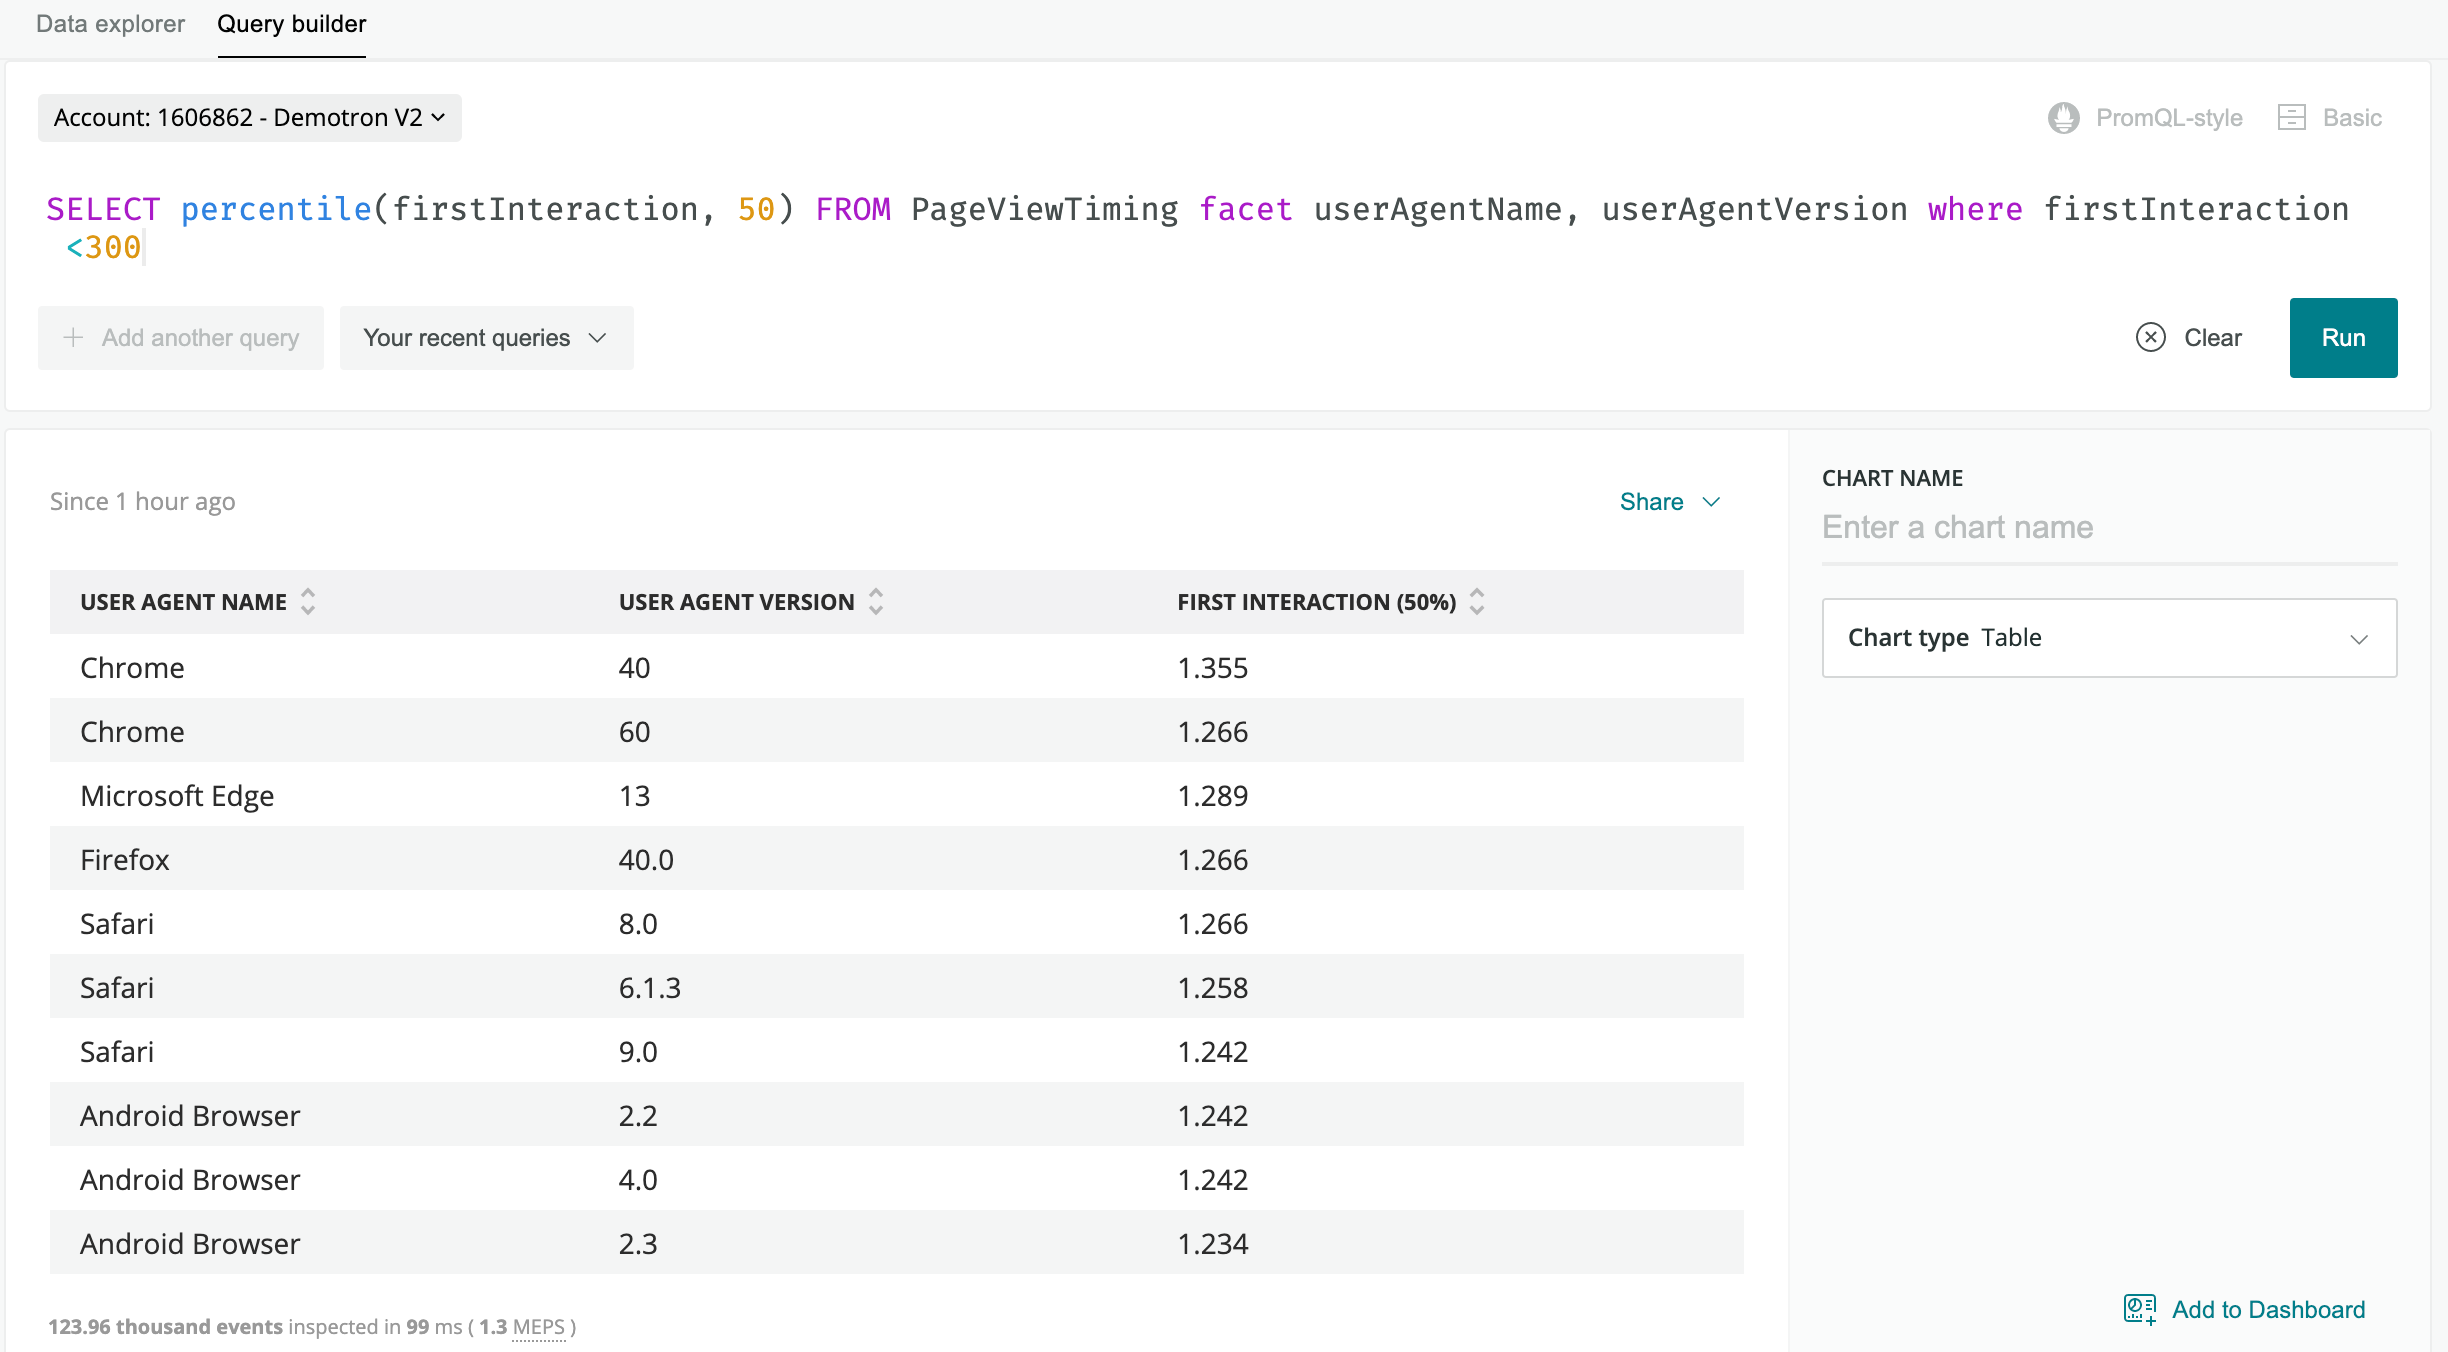 Data explorer Query builder
Account: 1606862 - Demotron V2 PromQL-style Basic
SELECT percentile(firstInteraction, 50) FROM PageViewTiming facet userAgentName, userAgentVersion where firstInteraction
<300
+ Add another query Your recent queries Clear Run
Since 1 hour ago Share
CHART NAME
Enter a chart name
Chart type Table
USER AGENT NAME USER AGENT VERSION FIRST INTERACTION (50%)
Chrome 40 1.355
Chrome 60 1.266
Microsoft Edge 13 1.289
Firefox 40.0 1.266
Safari 8.0 1.266
Safari 6.1.3 1.258
Safari 9.0 1.242
Android Browser 2.2 1.242
Android Browser 4.0 1.242
Android Browser 2.3 1.234
123.96 thousand events inspected in 99 ms ( 1.3 MEPS )
Add to Dashboard